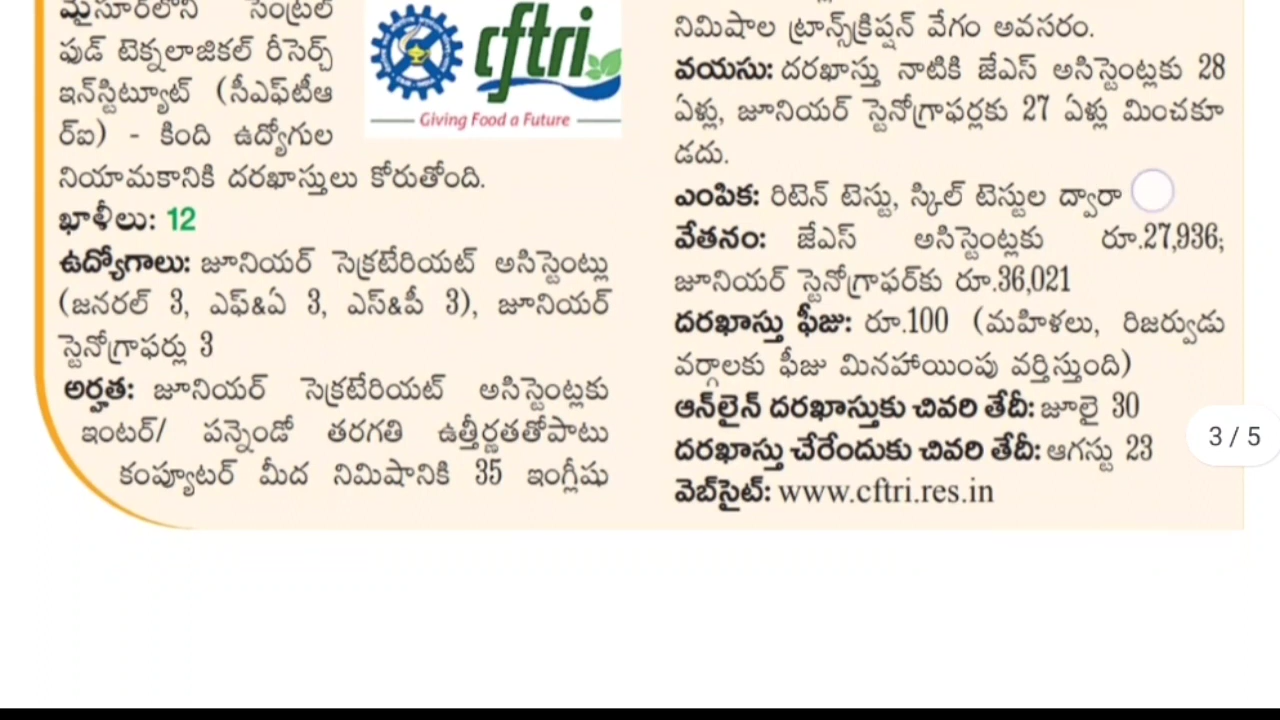 మైసూర్‌లోని సెంట్రల్
ఫుడ్ టెక్నలాజికల్ రీసెర్చ్
ఇన్‌స్టిట్యూట్ (సీఎఫ్‌టీఆ
ర్ఐ) - కింది ఉద్యోగుల
నియామకానికి దరఖాస్తులు కోరుతోంది.
cftri
Giving Food a Future
ఖాళీలు: 12
ఉద్యోగాలు: జూనియర్ సెక్రటేరియట్ అసిస్టెంట్లు
(జనరల్ 3, ఎఫ్&ఏ 3, ఎస్&పీ 3), జూనియర్
స్టెనోగ్రాఫర్లు 3
అర్హత: జూనియర్ సెక్రటేరియట్ అసిస్టెంట్లకు
ఇంటర్/ పన్నెండో తరగతి ఉత్తీర్ణతతోపాటు
కంప్యూటర్ మీద నిమిషానికి 35 ఇంగ్లీషు
నిమిషాల ట్రాన్స్‌క్రిప్షన్ వేగం అవసరం.
వయసు: దరఖాస్తు నాటికి జేఎస్ అసిస్టెంట్లకు 28
ఏళ్లు, జూనియర్ స్టెనోగ్రాఫర్లకు 27 ఏళ్లు మించకూ
డదు.
ఎంపిక: రిటెన్ టెస్టు, స్కిల్ టెస్టుల ద్వారా
వేతనం: జేఎస్ అసిస్టెంట్లకు రూ.27,936;
జూనియర్ స్టెనోగ్రాఫర్‌కు రూ.36,021
దరఖాస్తు ఫీజు: రూ.100 (మహిళలు, రిజర్వుడు
వర్గాలకు ఫీజు మినహాయింపు వర్తిస్తుంది)
ఆన్‌లైన్ దరఖాస్తుకు చివరి తేదీ: జూలై 30
దరఖాస్తు చేరేందుకు చివరి తేదీ: ఆగస్టు 23
వెబ్‌సైట్: www.cftri.res.in
3 / 5